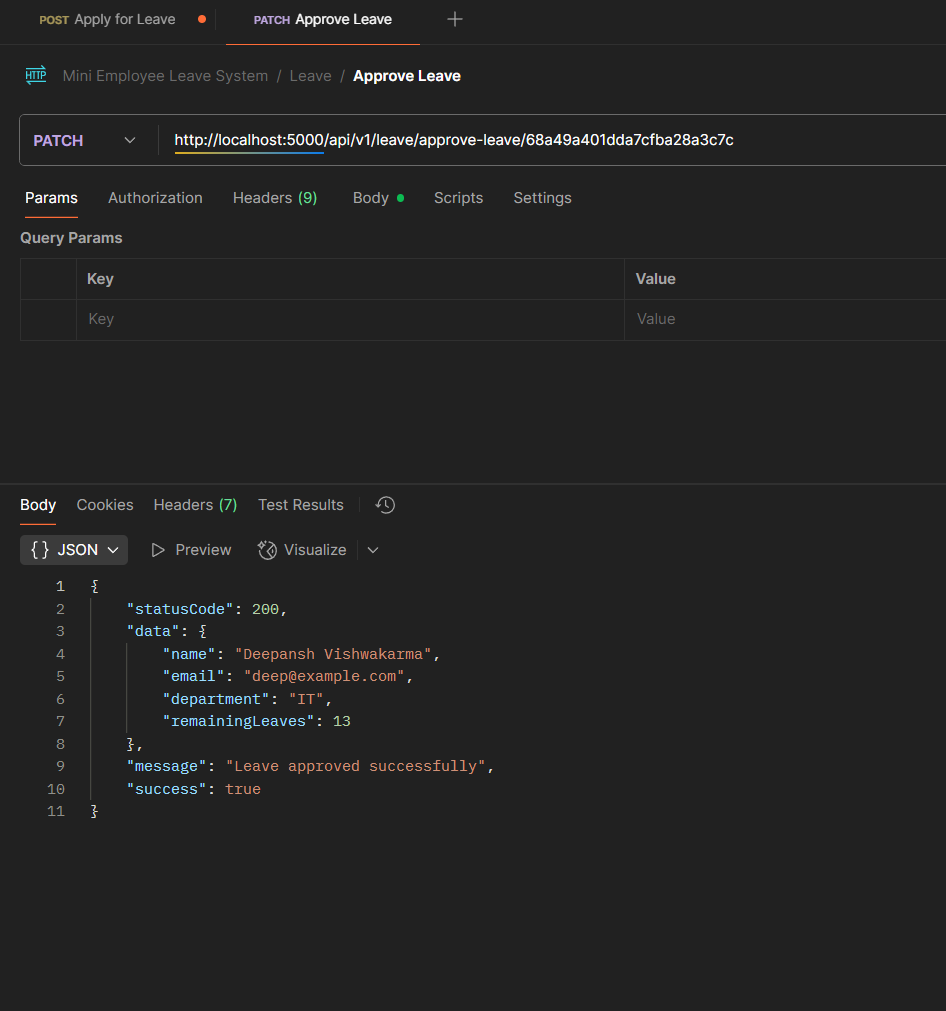 POST Apply for Leave
PATCH Approve Leave
HTTP Mini Employee Leave System / Leave / Approve Leave
PATCH http://localhost:5000/api/v1/leave/approve-leave/68a49a401dda7cfba28a3c7c
Params Authorization Headers (9) Body Scripts Settings
Query Params
Key Value
Key Value
Body Cookies Headers (7) Test Results
{} JSON Preview Visualize
1 {
2 "statusCode": 200,
3 "data": {
4 "name": "Deepansh Vishwakarma",
5 "email": "deep@example.com",
6 "department": "IT",
7 "remainingLeaves": 13
8 },
9 "message": "Leave approved successfully",
10 "success": true
11 }